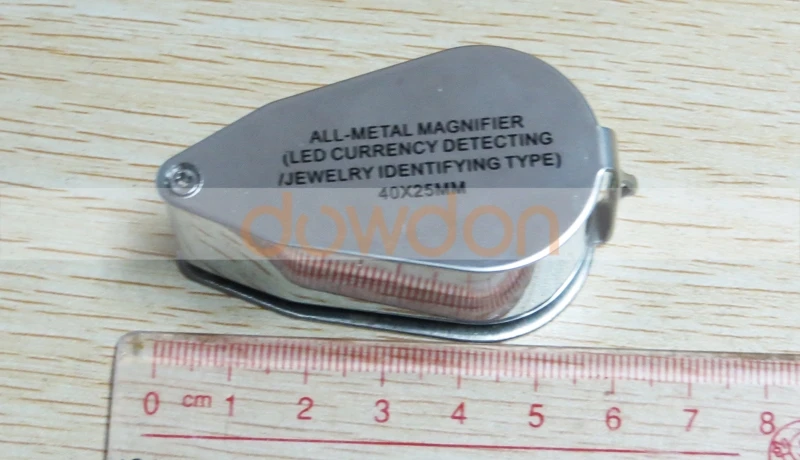 ALL-METAL MAGNIFIER
(LED CURRENCY DETECTING
/JEWELRY IDENTIFYING TYPE)
40X25MM
dowdon
0 cm 1 2 3 4 5 6 7 8